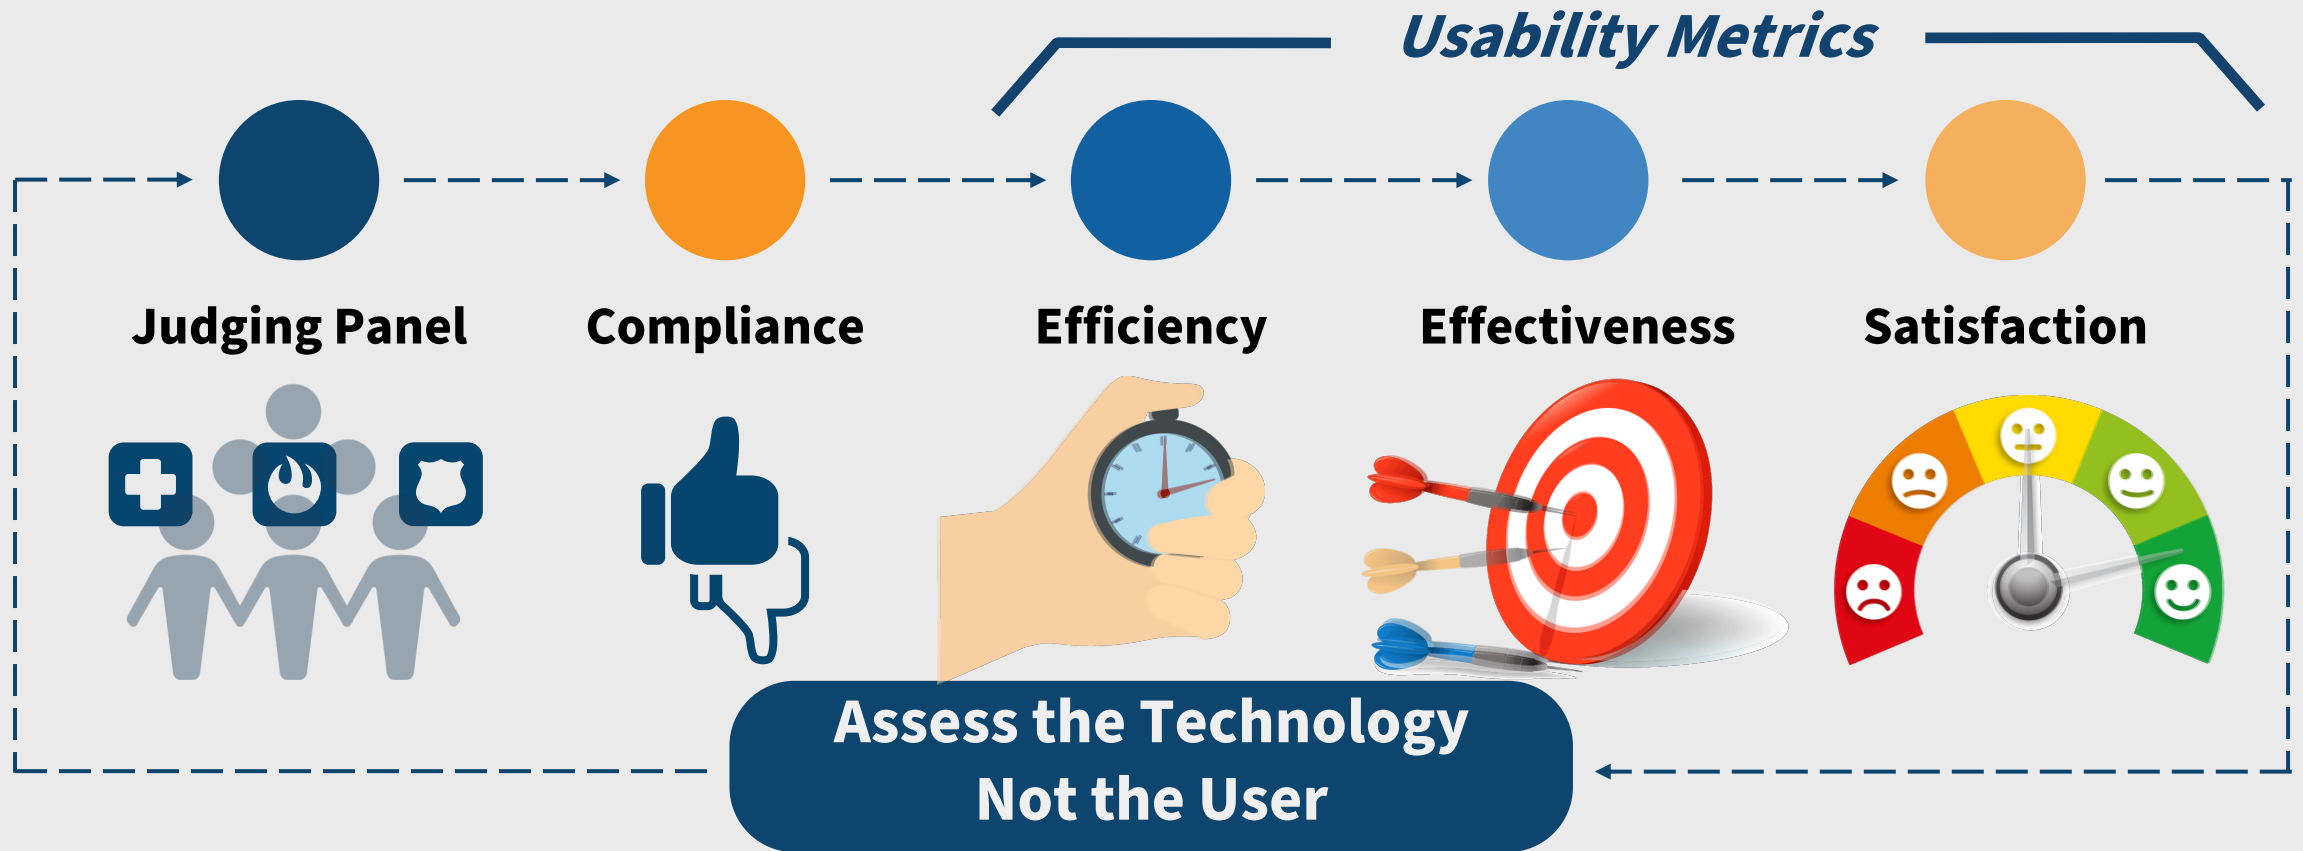 Usability Metrics
Judging Panel
Compliance
Efficiency
Effectiveness
Satisfaction
Assess the Technology
Not the User